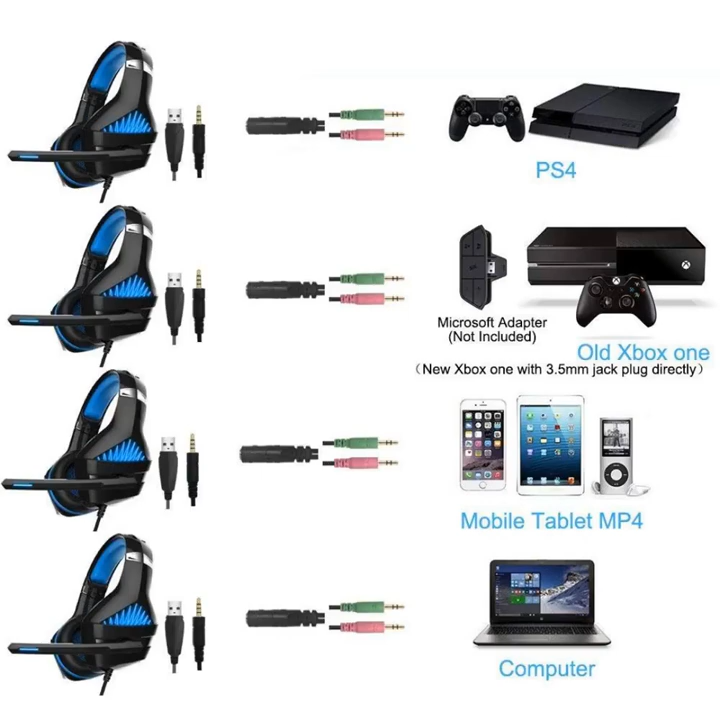 PS4
Microsoft Adapter
(Not Included)
Old Xbox one
（New Xbox one with 3.5mm jack plug directly）
Mobile Tablet MP4
Computer